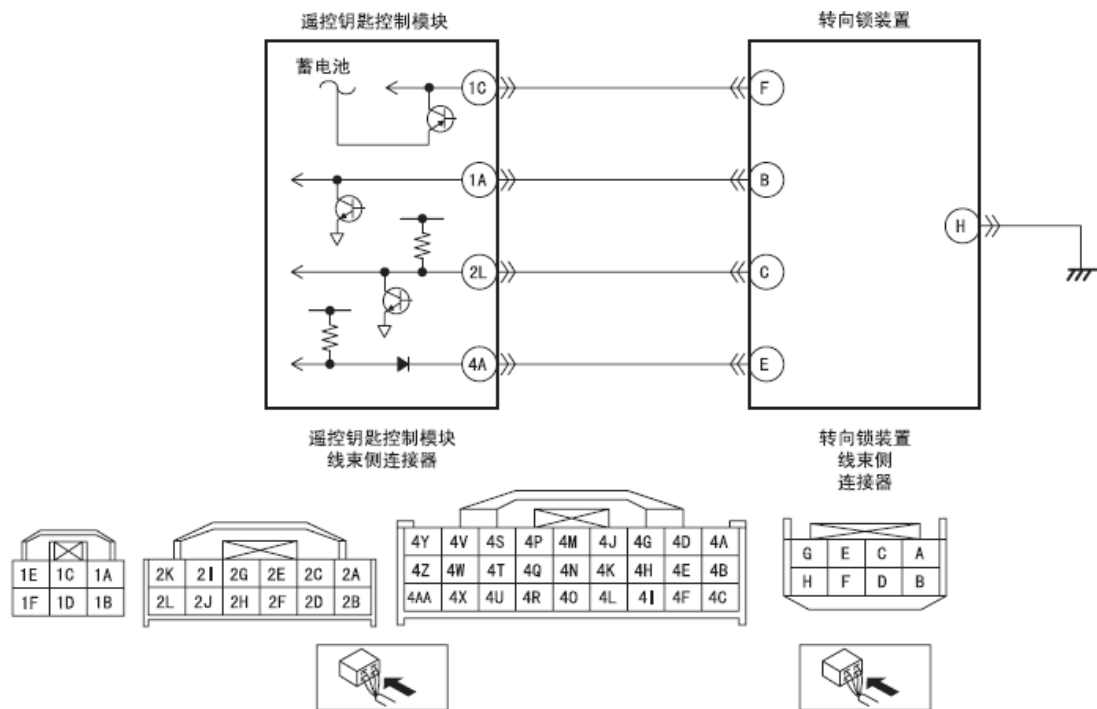 遥控钥匙控制模块
转向锁装置
蓄电池
1C
F
1A
B
H
2L
C
4A
E
遥控钥匙控制模块
线束侧连接器
转向锁装置
线束侧
连接器
1E 1C 1A
1F 1D 1B
2K 2I 2G 2E 2C 2A
2L 2J 2H 2F 2D 2B
4Y 4V 4S 4P 4M 4J 4G 4D 4A
4Z 4W 4T 4Q 4N 4K 4H 4E 4B
4AA 4X 4U 4R 4O 4L 4I 4F 4C
G E C A
H F D B